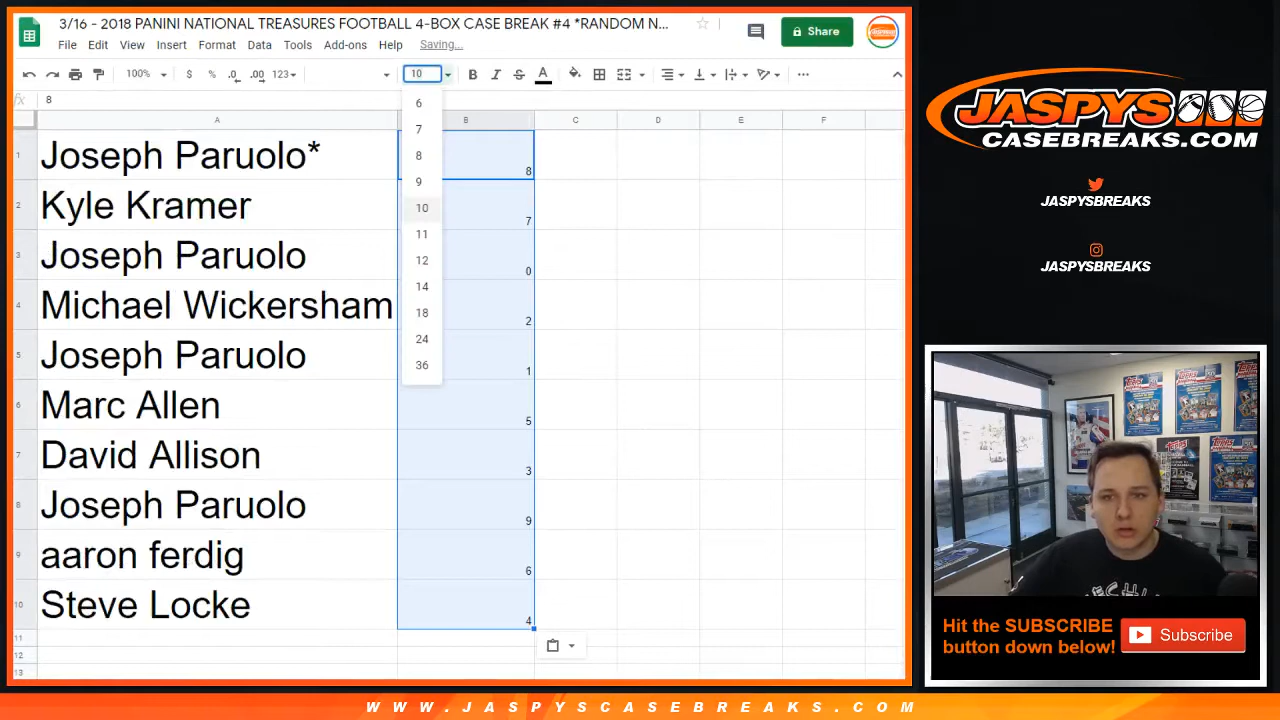 3/16 - 2018 PANINI NATIONAL TREASURES FOOTBALL 4-BOX CASE BREAK #4 *RANDOM N...
File Edit View Insert Format Data Tools Add-ons Help Saving...
Share
100% $ % .0 .00 123 10 B I S A
fx 8
A B C D E F
1 Joseph Paruolo* 8
2 Kyle Kramer 7
3 Joseph Paruolo 0
4 Michael Wickersham 2
5 Joseph Paruolo 1
6 Marc Allen 5
7 David Allison 3
8 Joseph Paruolo 9
9 aaron ferdig 6
10 Steve Locke 4
11
12
13
6
7
8
9
10
11
12
14
18
24
36
JASPYS
CASEBREAKS.COM
JASPYSBREAKS
JASPYSBREAKS
Hit the SUBSCRIBE
button down below!
Subscribe
WWW.JASPYSCASEBREAKS.COM